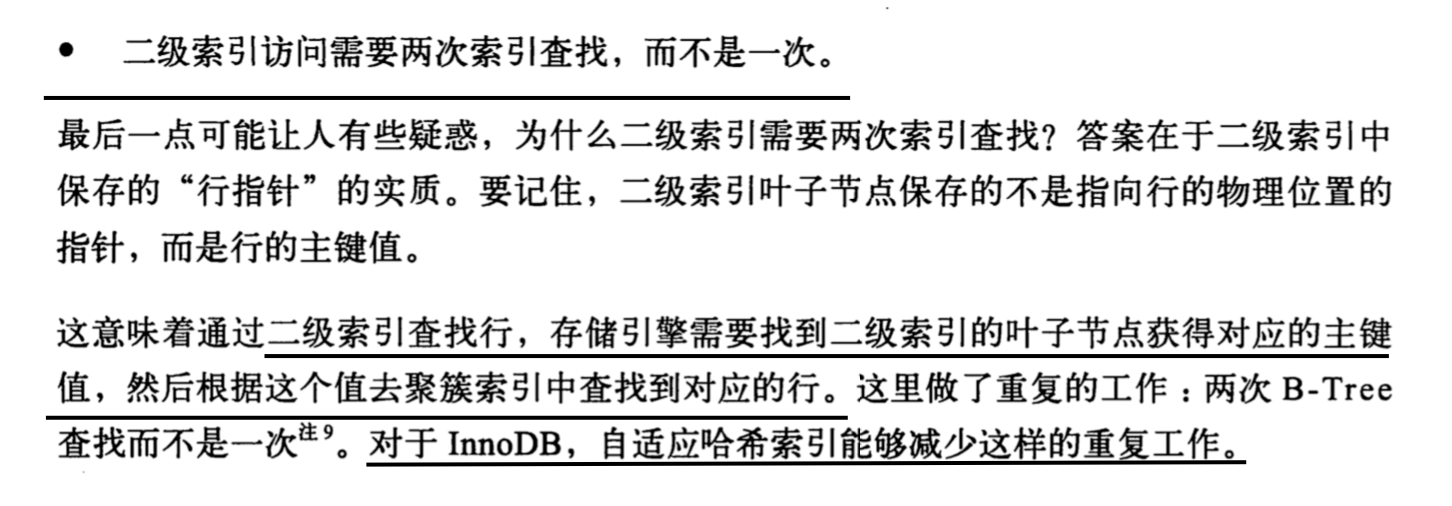 • 二级索引访问需要两次索引查找，而不是一次。
最后一点可能让人有些疑惑，为什么二级索引需要两次索引查找？答案在于二级索引中
保存的“行指针”的实质。要记住，二级索引叶子节点保存的不是指向行的物理位置的
指针，而是行的主键值。
这意味着通过二级索引查找行，存储引擎需要找到二级索引的叶子节点获得对应的主键
值，然后根据这个值去聚簇索引中查找到对应的行。这里做了重复的工作：两次 B-Tree
查找而不是一次注9。对于 InnoDB，自适应哈希索引能够减少这样的重复工作。